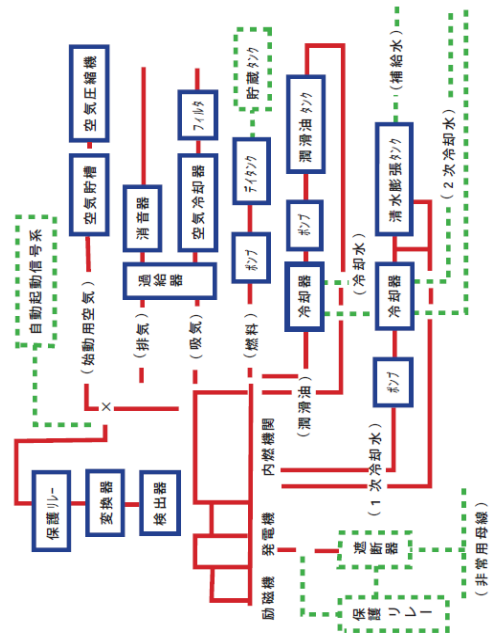 自動起動信号系
空気圧縮機
空気貯槽
(始動用空気)
×
保護リレー
変換器
検出器
消音器
過給器
(排気)
フィルタ
空気冷却器
(吸気)
貯蔵タンク
デイタンク
ポンプ
(燃料)
潤滑油タンク
ポンプ
冷却器
(潤滑油)
(冷却水)
(補給水)
清水膨張タンク
冷却器
ポンプ
(1次冷却水)
(2次冷却水)
内燃機関
発電機
励磁機
遮断器
保護
リレー
(非常用母線)